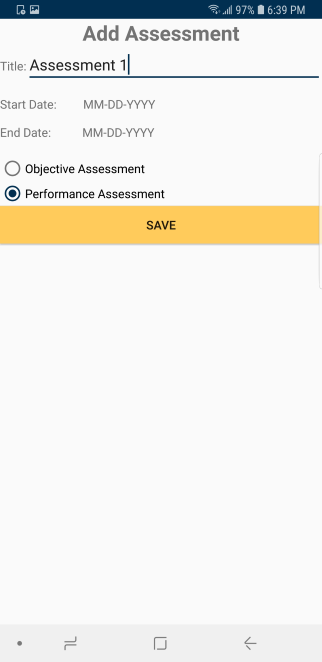 97% 6:39 PM
Add Assessment
Title: Assessment 1
Start Date: MM-DD-YYYY
End Date: MM-DD-YYYY
Objective Assessment
Performance Assessment
SAVE